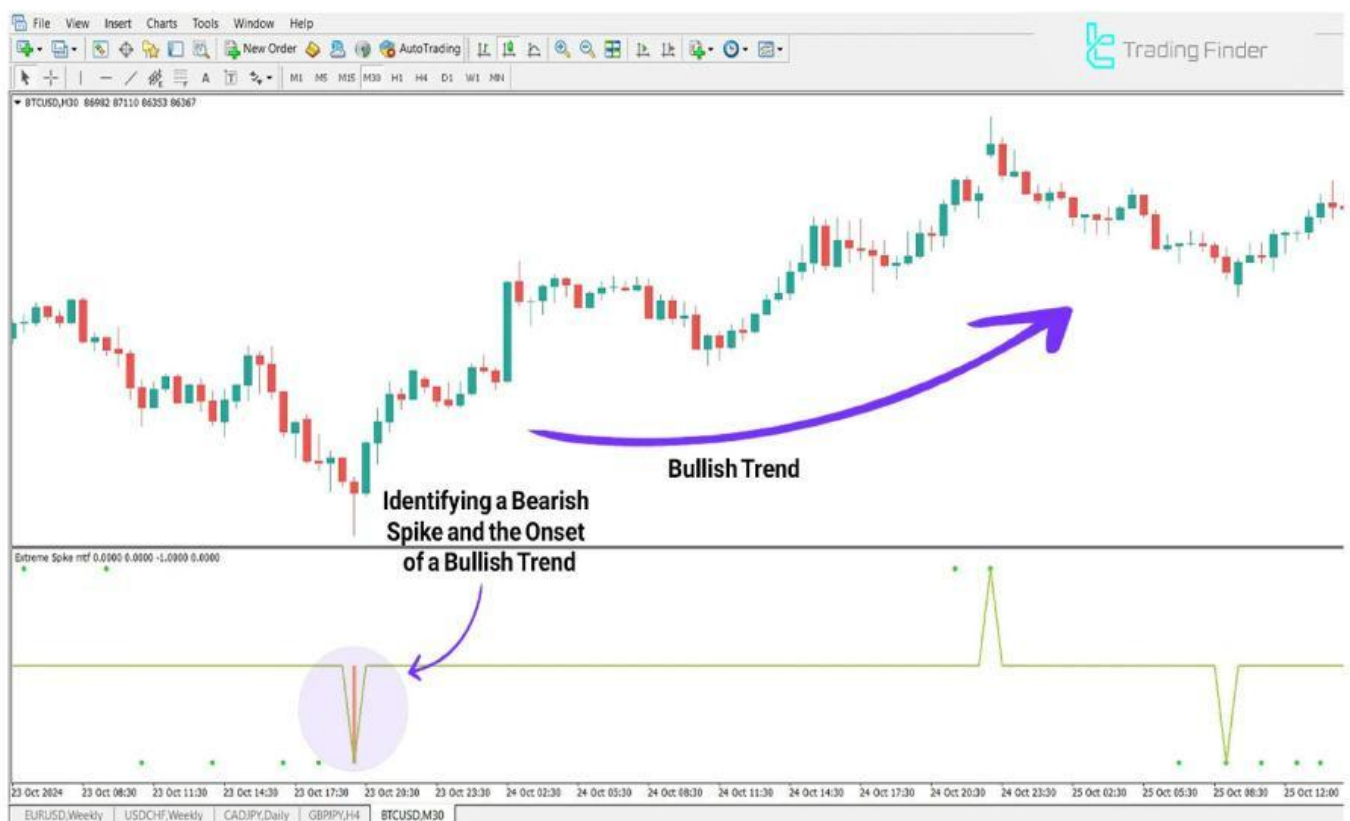 File View Insert Charts Tools Window Help
New Order AutoTrading
Trading Finder
A T M1 M5 M15 M30 H1 H4 D1 W1 MN
BTCUSD,M30 86982 87110 86353 86367
Bullish Trend
Identifying a Bearish
Spike and the Onset
of a Bullish Trend
Extreme Spike mtf 0.0000 0.0000 -1.0000 0.0000
23 Oct 2024 23 Oct 08:30 23 Oct 11:30 23 Oct 14:30 23 Oct 17:30 23 Oct 20:30 23 Oct 23:30 24 Oct 02:30 24 Oct 05:30 24 Oct 08:30 24 Oct 11:30 24 Oct 14:30 24 Oct 17:30 24 Oct 20:30 24 Oct 23:30 25 Oct 02:30 25 Oct 05:30 25 Oct 08:30 25 Oct 12:00
EURUSD,Weekly USDCHF,Weekly CADJPY,Daily GBPJPY,H4 BTCUSD,M30